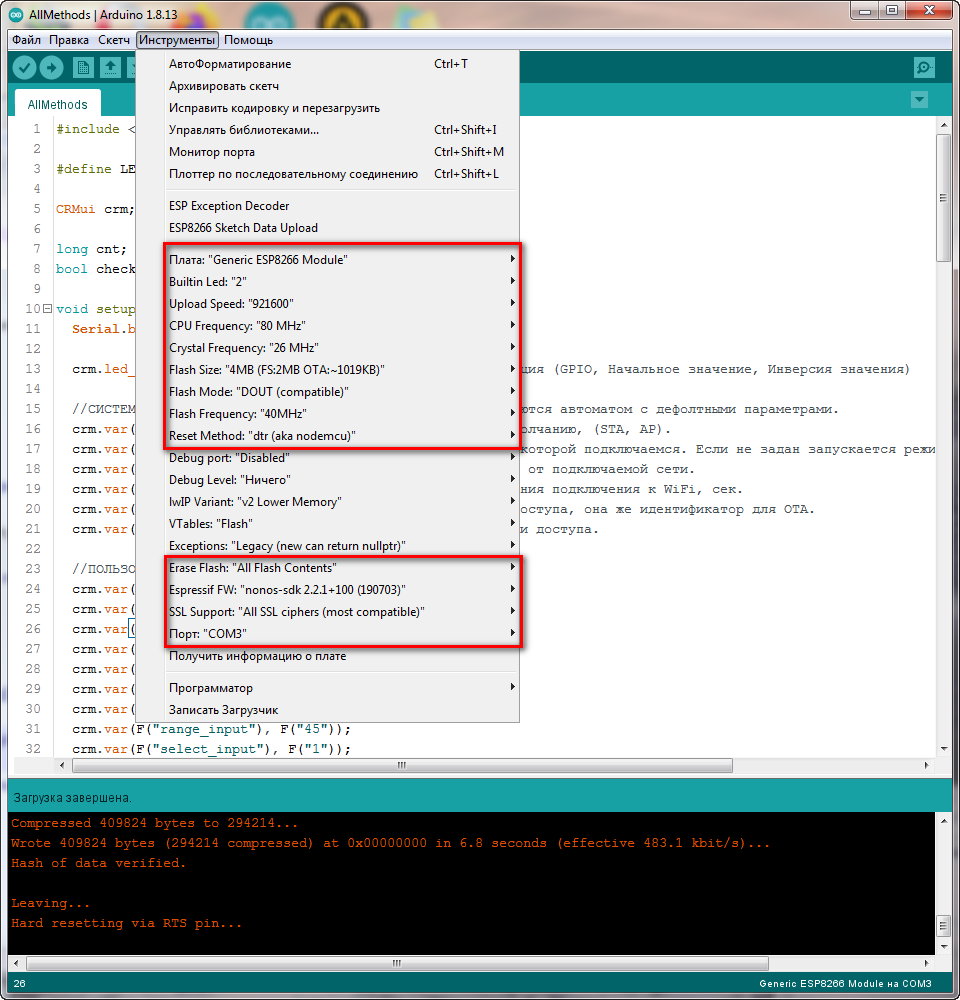 AllMethods | Arduino 1.8.13
Файл Правка Скетч Инструменты Помощь
AllMethods
АвтоФорматирование Ctrl+T
Архивировать скетч
Исправить кодировку и перезагрузить
Управлять библиотеками... Ctrl+Shift+I
Монитор порта Ctrl+Shift+M
Плоттер по последовательному соединению Ctrl+Shift+L
ESP Exception Decoder
ESP8266 Sketch Data Upload
Плата: "Generic ESP8266 Module"
Builtin Led: "2"
Upload Speed: "921600"
CPU Frequency: "80 MHz"
Crystal Frequency: "26 MHz"
Flash Size: "4MB (FS:2MB OTA:~1019KB)"
Flash Mode: "DOUT (compatible)"
Flash Frequency: "40MHz"
Reset Method: "dtr (aka nodemcu)"
Debug port: "Disabled"
Debug Level: "Ничего"
lwIP Variant: "v2 Lower Memory"
VTables: "Flash"
Exceptions: "Legacy (new can return nullptr)"
Erase Flash: "All Flash Contents"
Espressif FW: "nonos-sdk 2.2.1+100 (190703)"
SSL Support: "All SSL ciphers (most compatible)"
Порт: "COM3"
Получить информацию о плате
Программатор
Записать Загрузчик
1 #include <
2
3 #define LE
4
5 CRMui crm;
6
7 long cnt;
8 bool check
9
10 void setup
11 Serial.b
12
13 crm.led_ ция (GPIO, Начальное значение, Инверсия значения)
14
15 //СИСТЕМ ются автоматом с дефолтными параметрами.
16 crm.var( олчанию, (STA, AP).
17 crm.var( которой подключаемся. Если не задан запускается режи
18 crm.var( от подключаемой сети.
19 crm.var( ния подключения к WiFi, сек.
20 crm.var( оступа, она же идентификатор для OTA.
21 crm.var( и доступа.
22
23 //ПОЛЬЗО
24 crm.var(
25 crm.var(
26 crm.var(
27 crm.var(
28 crm.var(
29 crm.var(
30 crm.var(
31 crm.var(F("range_input"), F("45"));
32 crm.var(F("select_input"), F("1"));
Загрузка завершена.
Compressed 409824 bytes to 294214...
Wrote 409824 bytes (294214 compressed) at 0x00000000 in 6.8 seconds (effective 483.1 kbit/s)...
Hash of data verified.
Leaving...
Hard resetting via RTS pin...
26 Generic ESP8266 Module на COM3